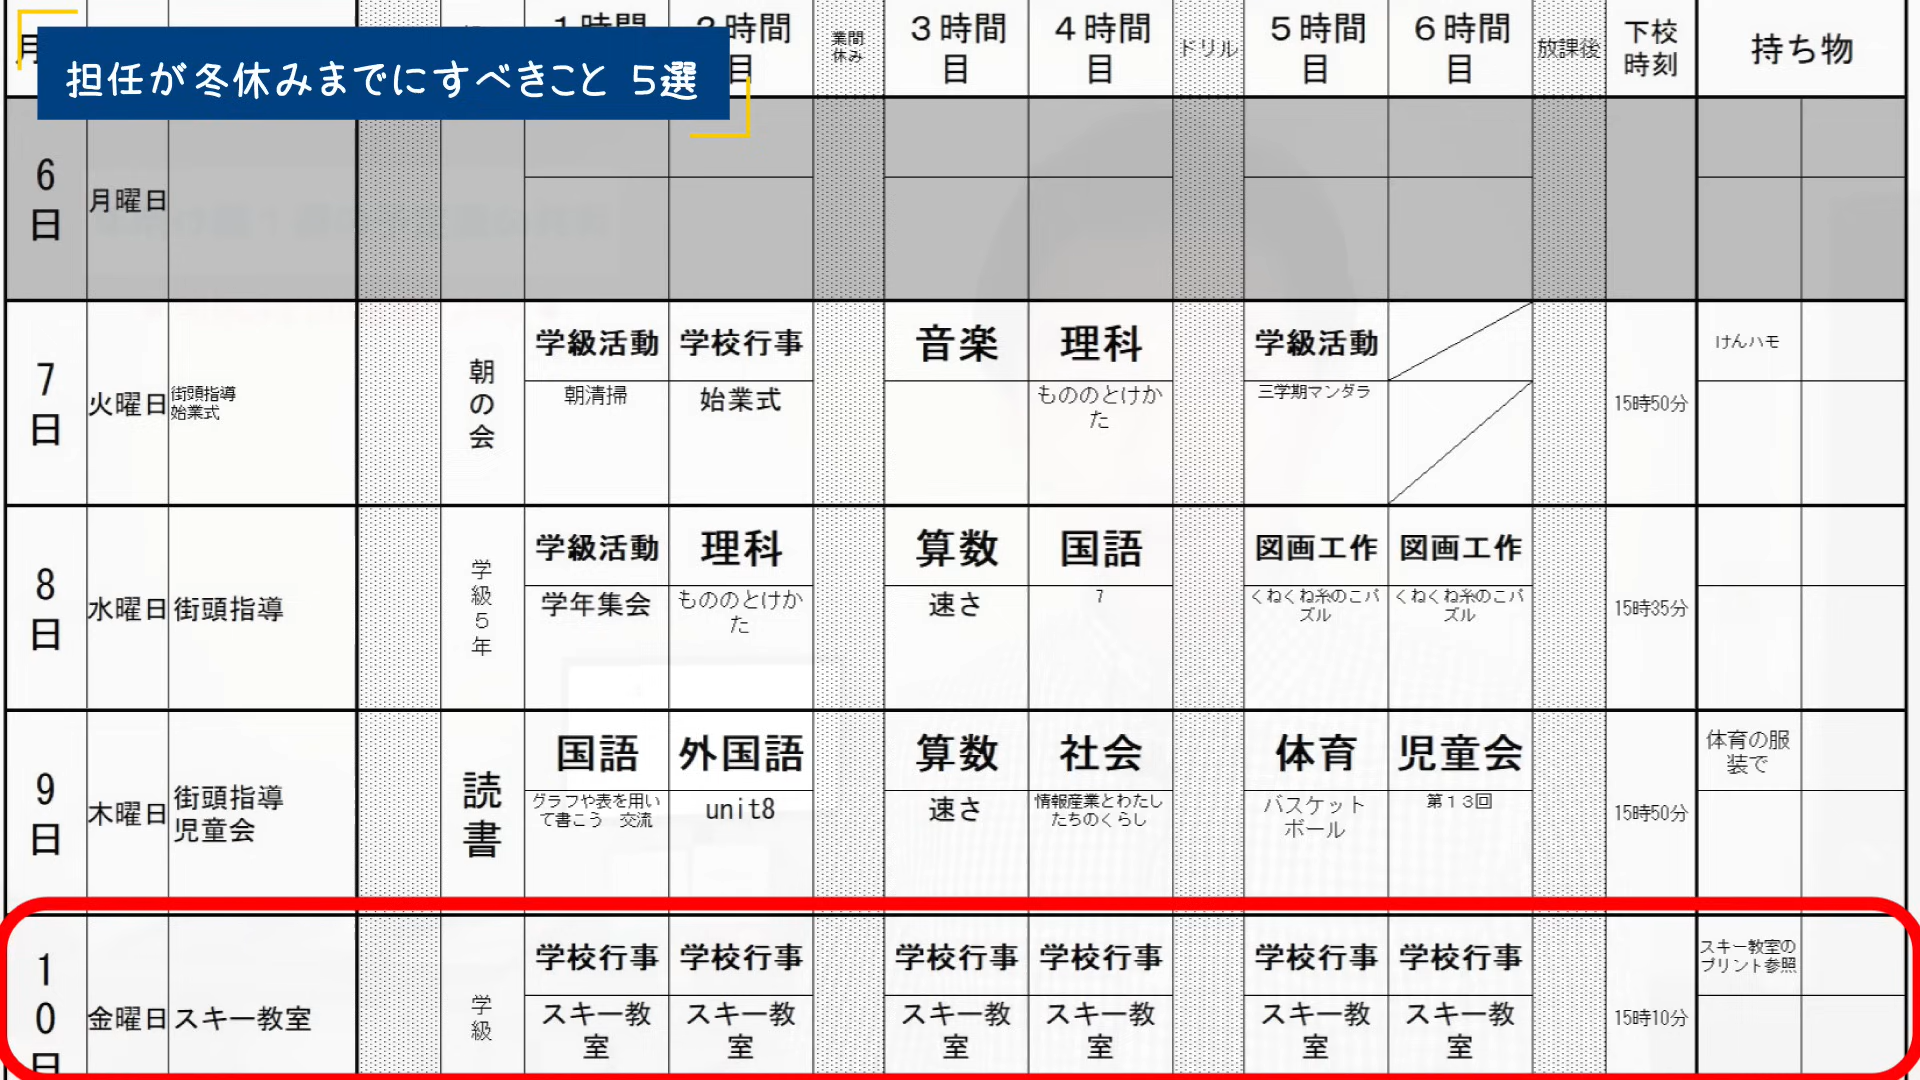 担任が冬休みまでにすべきこと 5選
月
1時間
2時間目
業間休み
3時間目
4時間目
ドリル
5時間目
6時間目
放課後
下校時刻
持ち物
6日
月曜日
7日
火曜日
街頭指導
始業式
朝の会
学級活動
朝清掃
学校行事
始業式
音楽
理科
もののとけかた
学級活動
三学期マンダラ
15時50分
けんハモ
8日
水曜日
街頭指導
学級5年
学級活動
学年集会
理科
もののとけかた
算数
速さ
国語
7
図画工作
くねくね糸のこパズル
図画工作
くねくね糸のこパズル
15時35分
9日
木曜日
街頭指導
児童会
読書
国語
グラフや表を用いて書こう 交流
外国語
unit8
算数
速さ
社会
情報産業とわたしたちのくらし
体育
バスケットボール
児童会
第13回
15時50分
体育の服装で
10日
金曜日
スキー教室
学級
学校行事
スキー教室
学校行事
スキー教室
学校行事
スキー教室
学校行事
スキー教室
学校行事
スキー教室
学校行事
スキー教室
15時10分
スキー教室のプリント参照